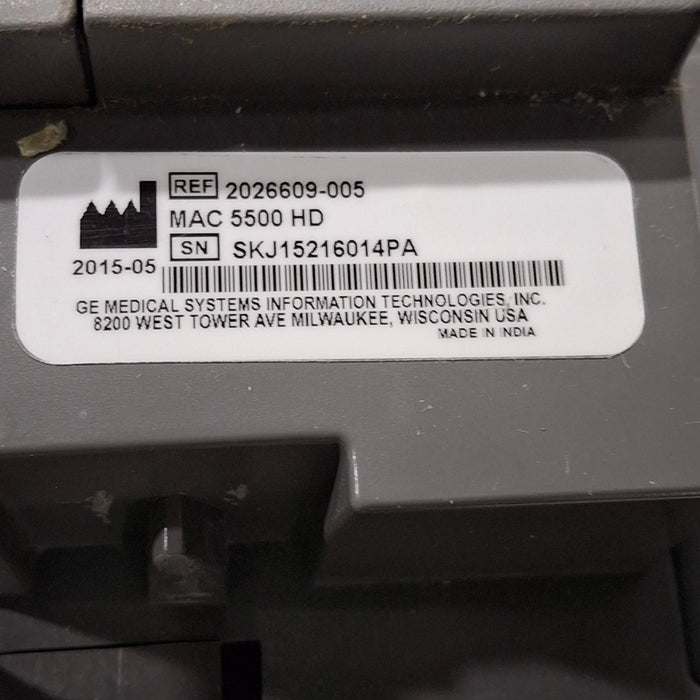 REF 2026609-005
MAC 5500 HD
SN SKJ15216014PA
2015-05
GE MEDICAL SYSTEMS INFORMATION TECHNOLOGIES, INC.
8200 WEST TOWER AVE MILWAUKEE, WISCONSIN USA
MADE IN INDIA